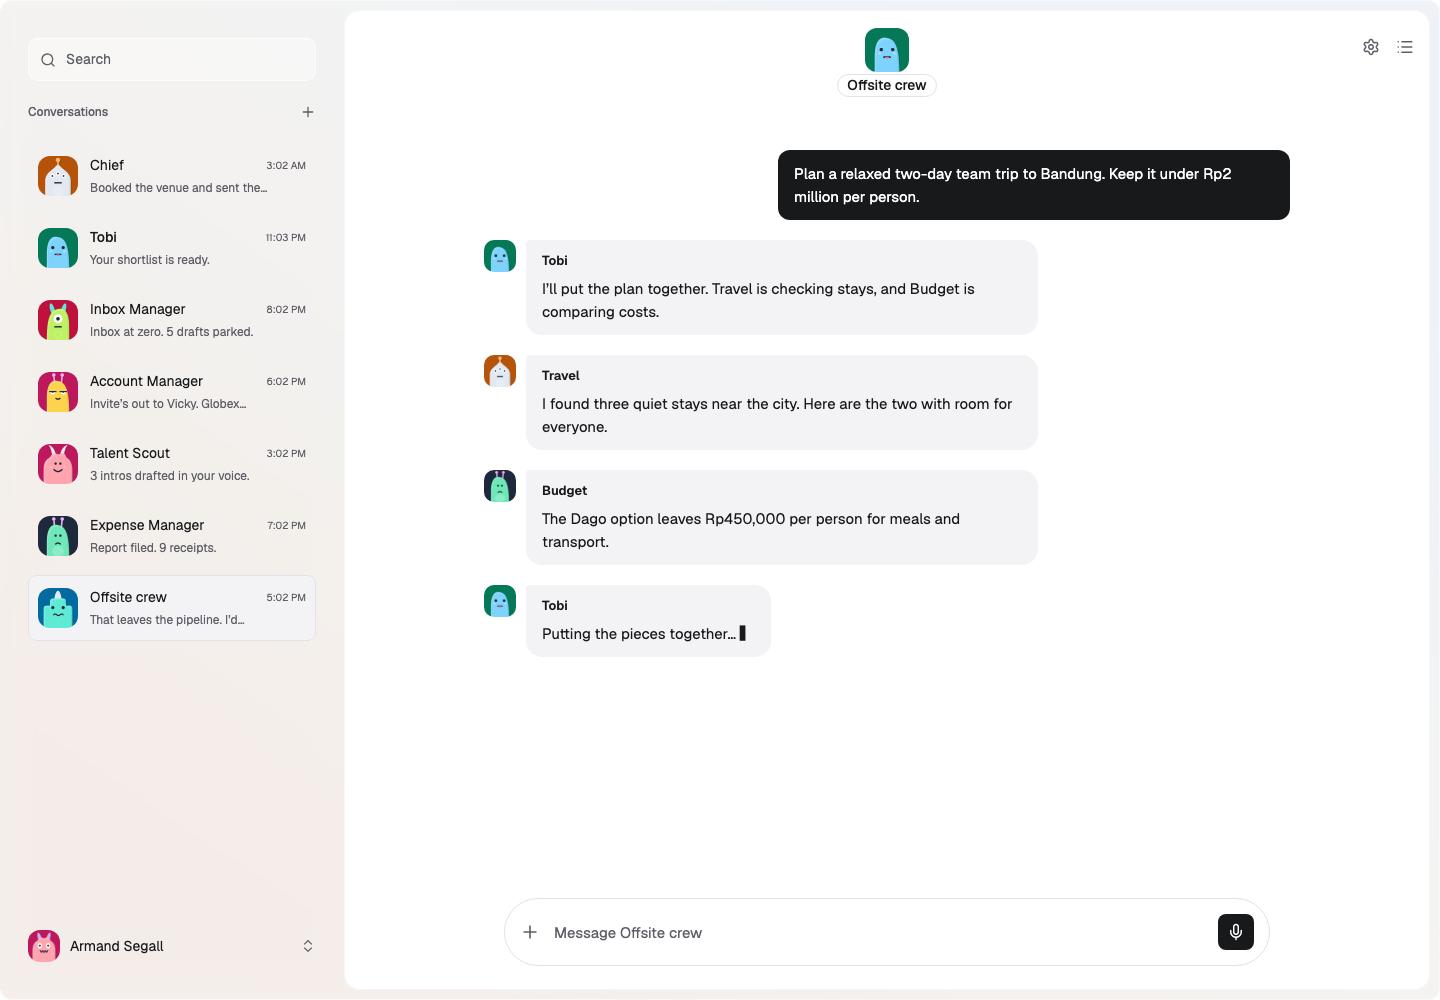 Search
Conversations
Chief
3:02 AM
Booked the venue and sent the...
Tobi
11:03 PM
Your shortlist is ready.
Inbox Manager
8:02 PM
Inbox at zero. 5 drafts parked.
Account Manager
6:02 PM
Invite's out to Vicky. Globex...
Talent Scout
3:02 PM
3 intros drafted in your voice.
Expense Manager
7:02 PM
Report filed. 9 receipts.
Offsite crew
5:02 PM
That leaves the pipeline. I'd...
Armand Segall
Offsite crew
Plan a relaxed two-day team trip to Bandung. Keep it under Rp2
million per person.
Tobi
I'll put the plan together. Travel is checking stays, and Budget is
comparing costs.
Travel
I found three quiet stays near the city. Here are the two with room for
everyone.
Budget
The Dago option leaves Rp450,000 per person for meals and
transport.
Tobi
Putting the pieces together...
Message Offsite crew